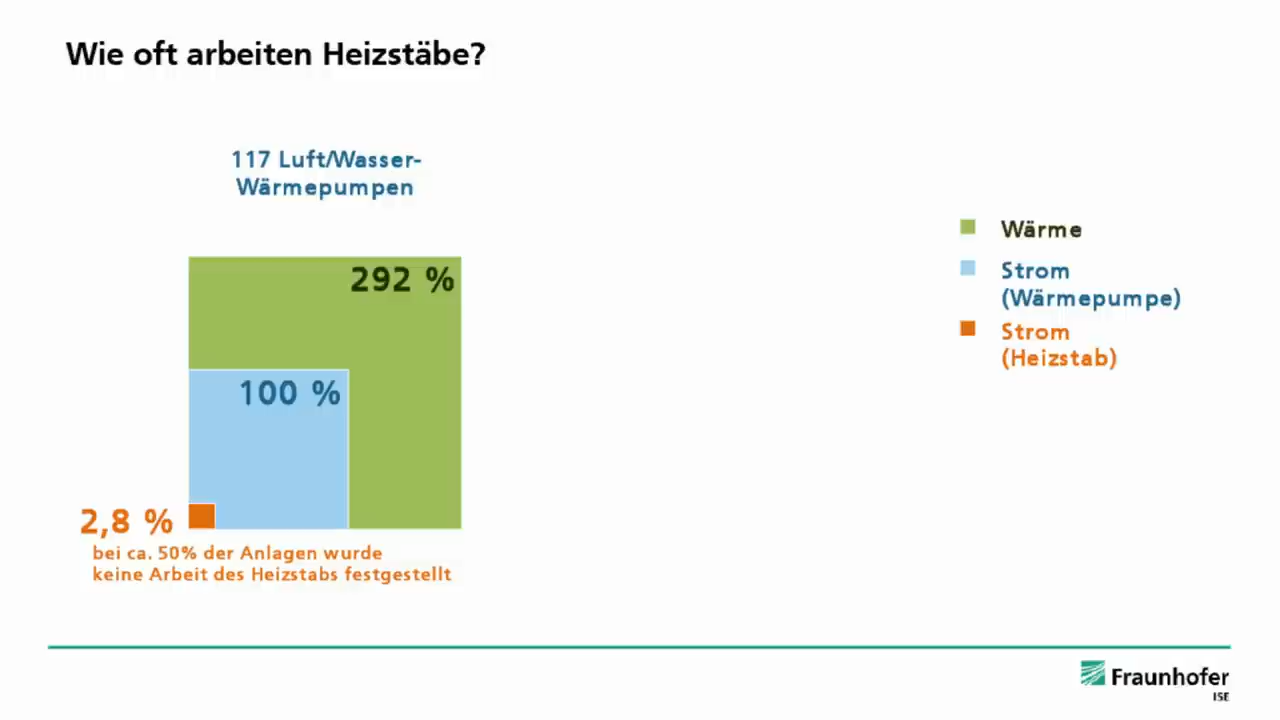 Wie oft arbeiten Heizstäbe?
117 Luft/Wasser-
Wärmepumpen
292 %
100 %
2,8 %
bei ca. 50% der Anlagen wurde
keine Arbeit des Heizstabs festgestellt
Wärme
Strom
(Wärmepumpe)
Strom
(Heizstab)
Fraunhofer
ISE